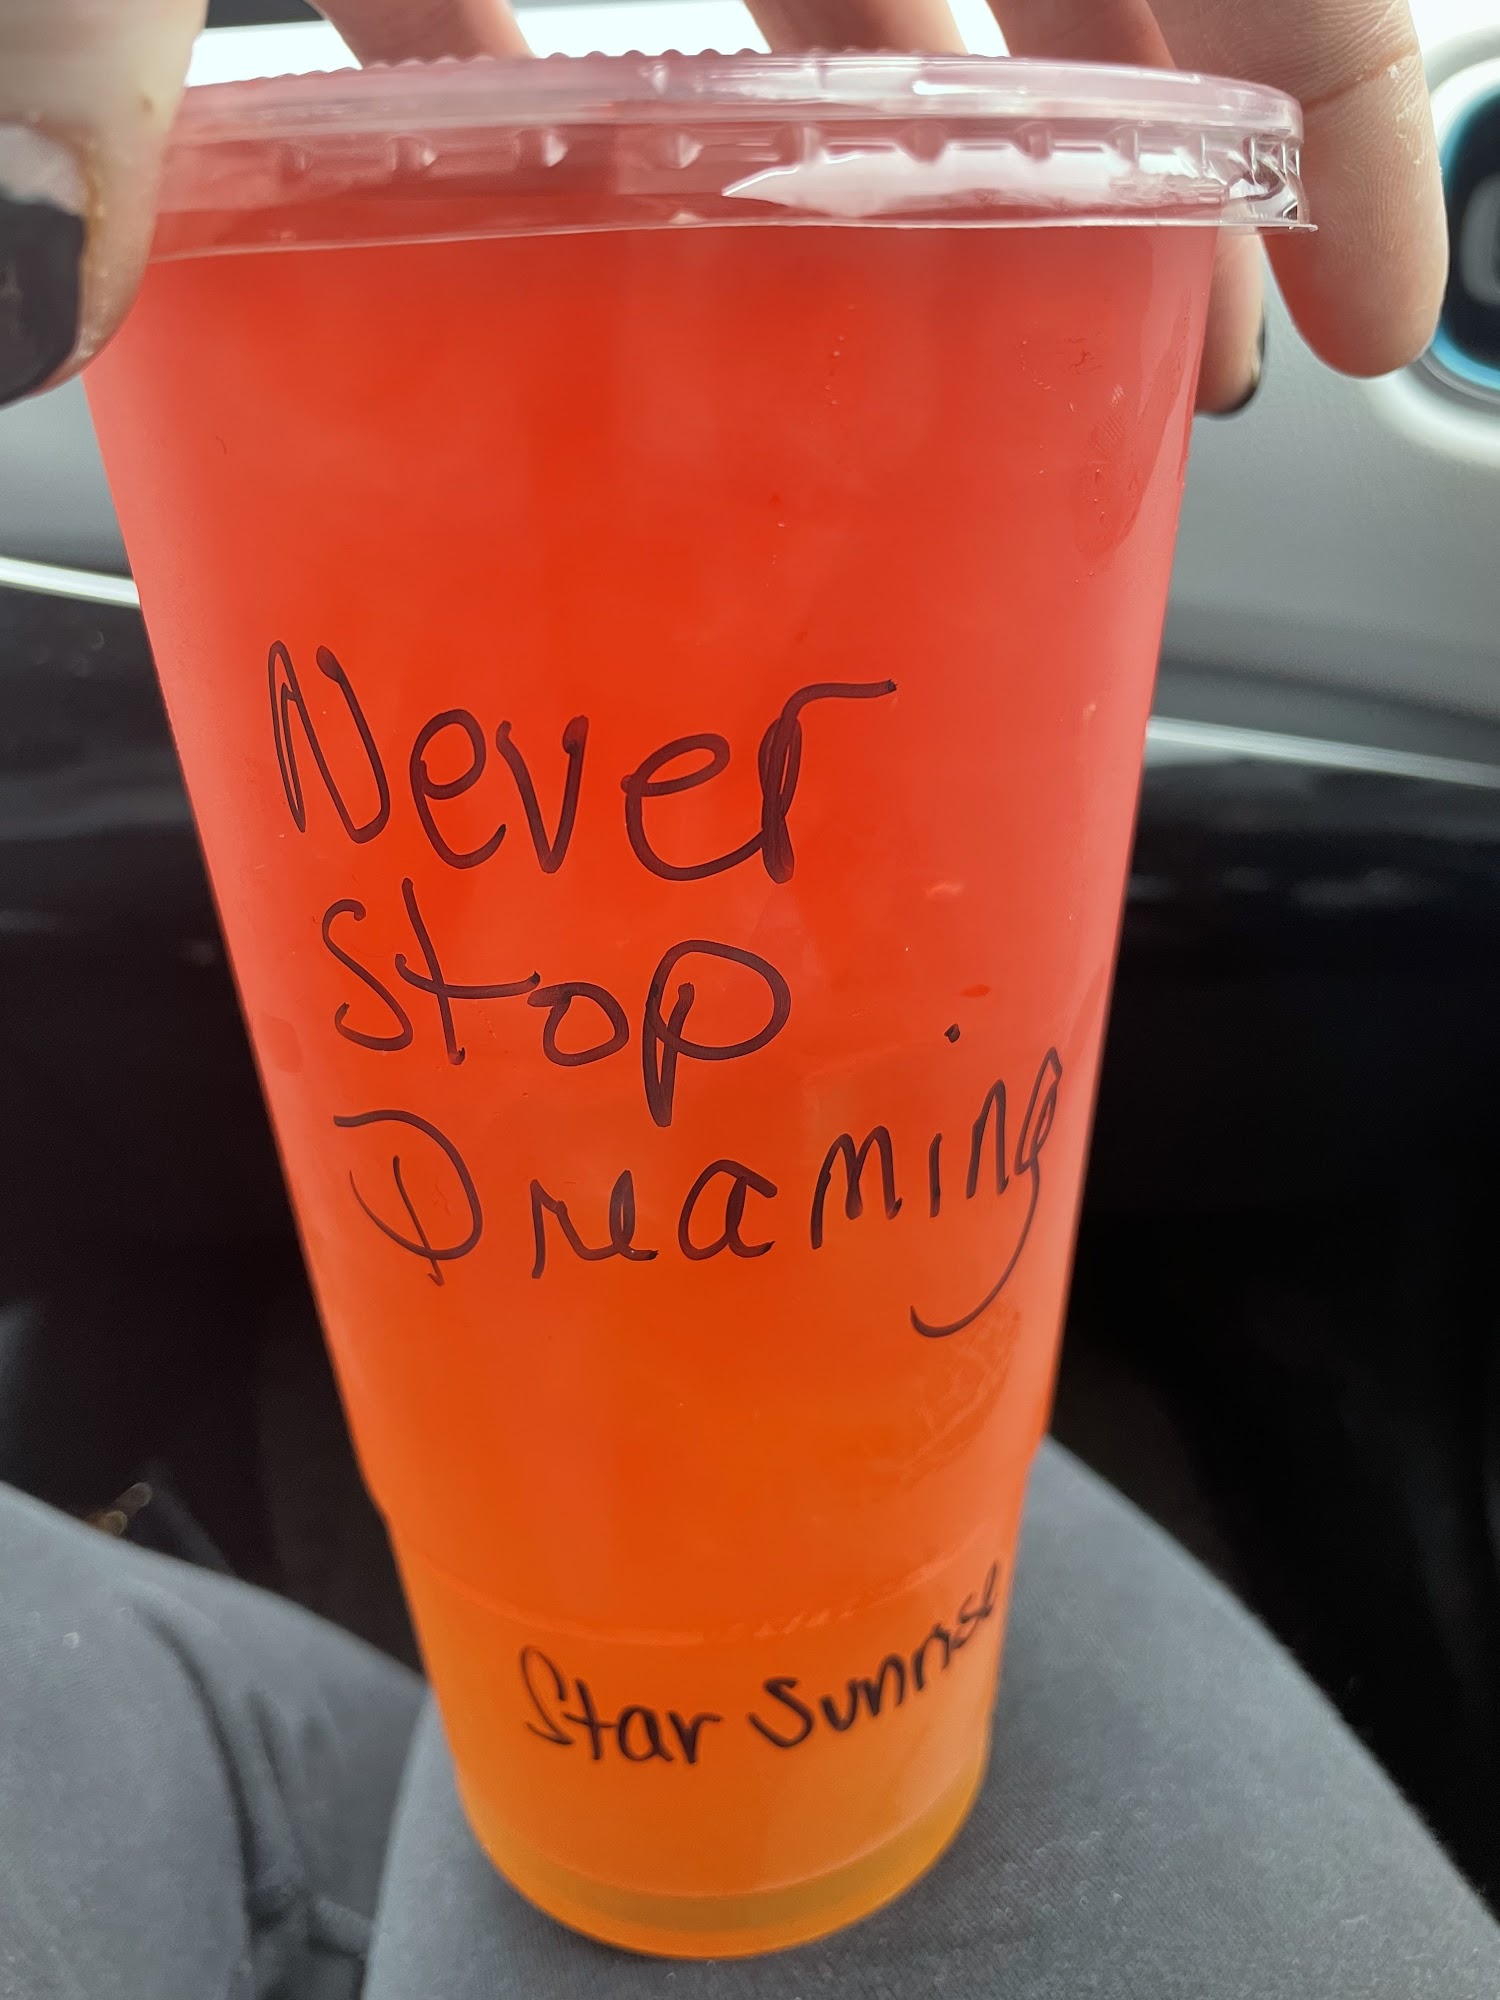 Never
Stop
Dreaming
Star Sunrise